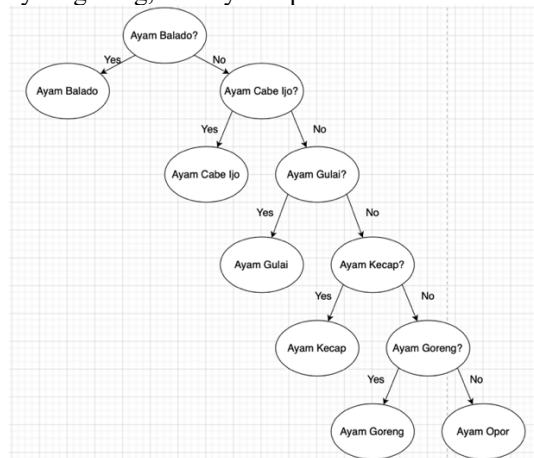 Ayam Balado?
Yes
No
Ayam Balado
Ayam Cabe Ijo?
Yes
No
Ayam Cabe Ijo
Ayam Gulai?
Yes
No
Ayam Gulai
Ayam Kecap?
Yes
No
Ayam Kecap
Ayam Goreng?
Yes
No
Ayam Goreng
Ayam Opor